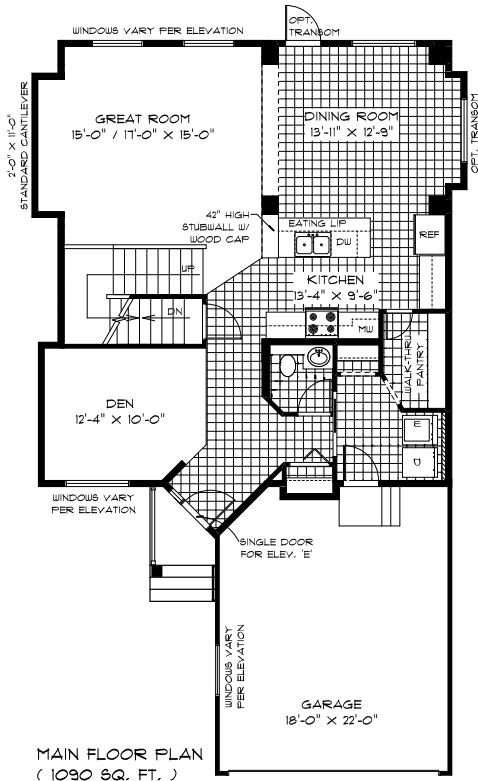 OPT.
TRANSOM
WINDOWS VARY PER ELEVATION
GREAT ROOM
15'-0" / 17'-0" X 15'-0"
DINING ROOM
13'-11" X 12'-9"
2'-0" X 11'-0"
STANDARD CANTILEVER
OPT. TRANSOM
42" HIGH
STUBWALL W/
WOOD CAP
EATING LIP
DW
REF
UP
KITCHEN
13'-4" X 9'-6"
DN
MW
WALK-THRU
PANTRY
DEN
12'-4" X 10'-0"
W
D
WINDOWS VARY
PER ELEVATION
SINGLE DOOR
FOR ELEV. 'E'
WINDOWS VARY
PER ELEVATION
GARAGE
18'-0" X 22'-0"
MAIN FLOOR PLAN
( 1090 SQ. FT. )